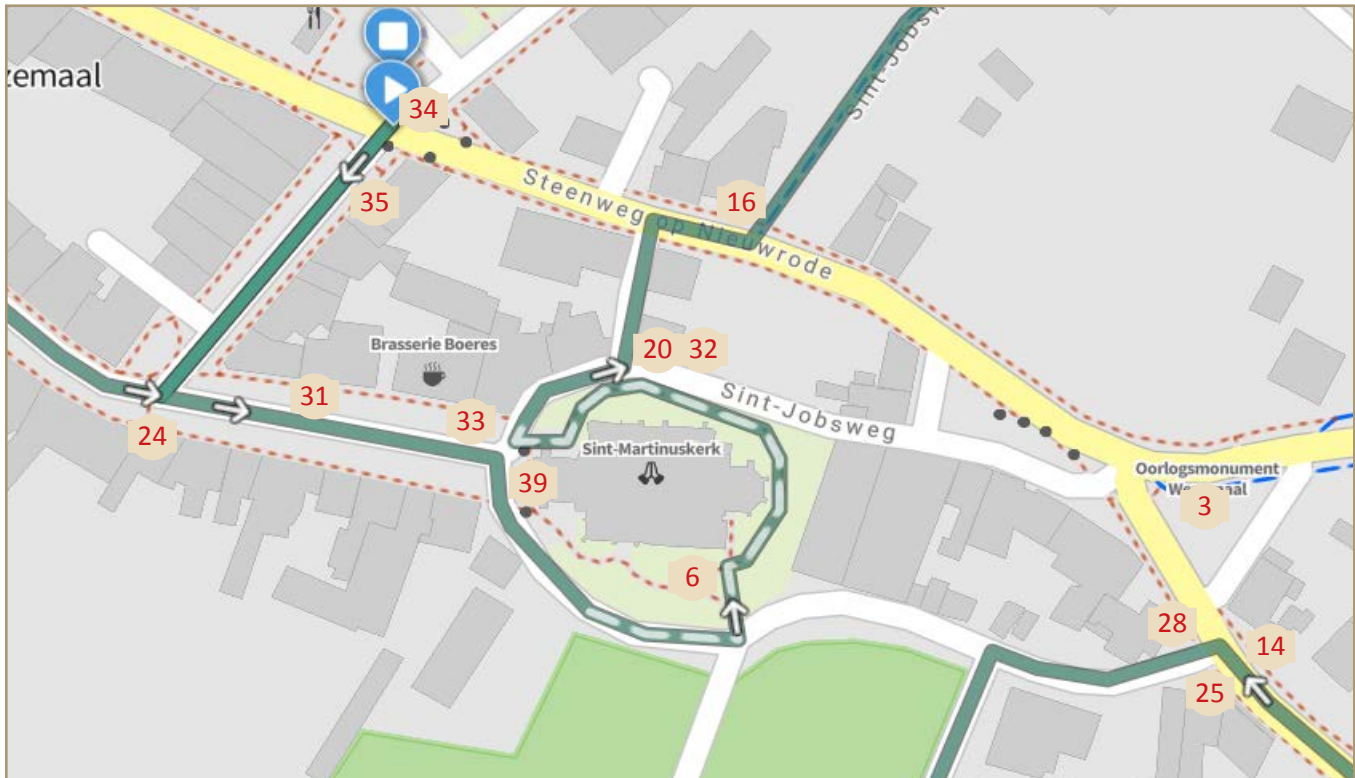 zemaal
34
35
16
Steenweg op Nieuwrode
Sint-Jobsw
Brasserie Boeres
20 32
31
33
24
Sint-Jobsweg
Sint-Martinuskerk
39
Oorlogsmonument
3
6
28
14
25